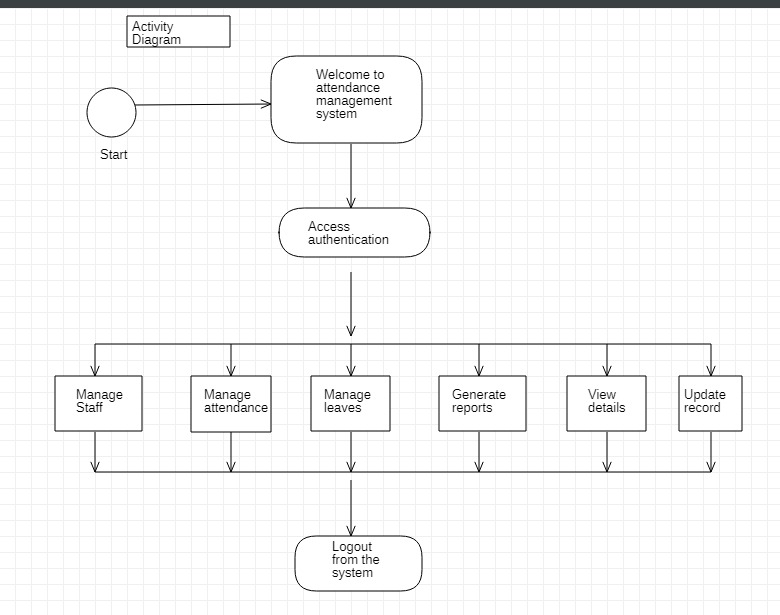 Activity
Diagram
Welcome to
attendance
management
system
Start
Access
authentication
Manage
Staff
Manage
attendance
Manage
leaves
Generate
reports
View
details
Update
record
Logout
from the
system